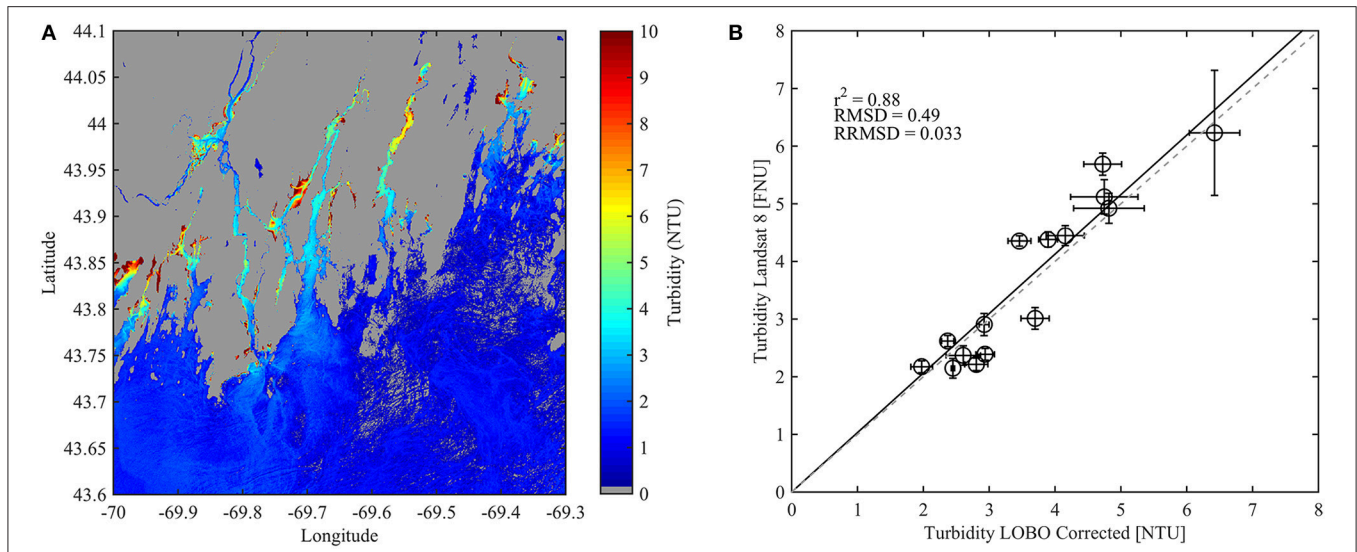 A
44.1
44.05
44
43.95
43.9
43.85
43.8
43.75
43.7
43.65
43.6
Latitude
-70 -69.9 -69.8 -69.7 -69.6 -69.5 -69.4 -69.3
Longitude
10
9
8
7
6
5
4
3
2
1
0
Turbidity (NTU)
B
8
7
6
5
4
3
2
1
0
Turbidity Landsat 8 [FNU]
r² = 0.88
RMSD = 0.49
RRMSD = 0.033
0 1 2 3 4 5 6 7 8
Turbidity LOBO Corrected [NTU]